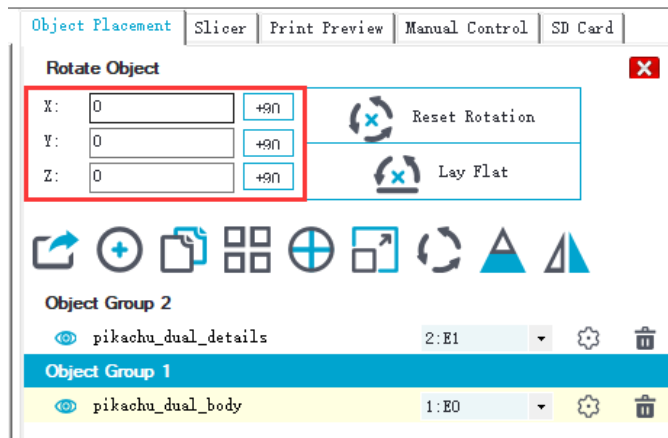 Object Placement Slicer Print Preview Manual Control SD Card
Rotate Object
X: 0 +90 Reset Rotation
Y: 0 +90
Z: 0 +90 Lay Flat
Object Group 2
pikachu_dual_details 2:E1
Object Group 1
pikachu_dual_body 1:E0